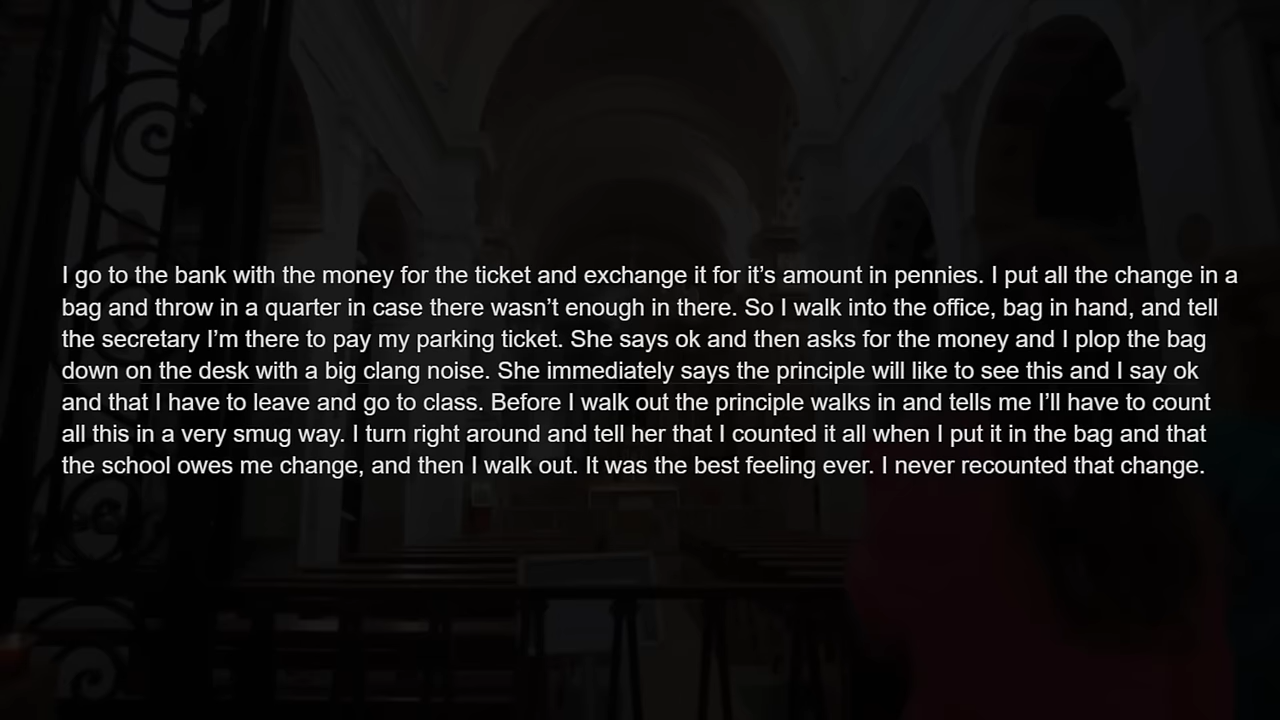 I go to the bank with the money for the ticket and exchange it for it’s amount in pennies. I put all the change in a
bag and throw in a quarter in case there wasn’t enough in there. So I walk into the office, bag in hand, and tell
the secretary I’m there to pay my parking ticket. She says ok and then asks for the money and I plop the bag
down on the desk with a big clang noise. She immediately says the principle will like to see this and I say ok
and that I have to leave and go to class. Before I walk out the principle walks in and tells me I’ll have to count
all this in a very smug way. I turn right around and tell her that I counted it all when I put it in the bag and that
the school owes me change, and then I walk out. It was the best feeling ever. I never recounted that change.